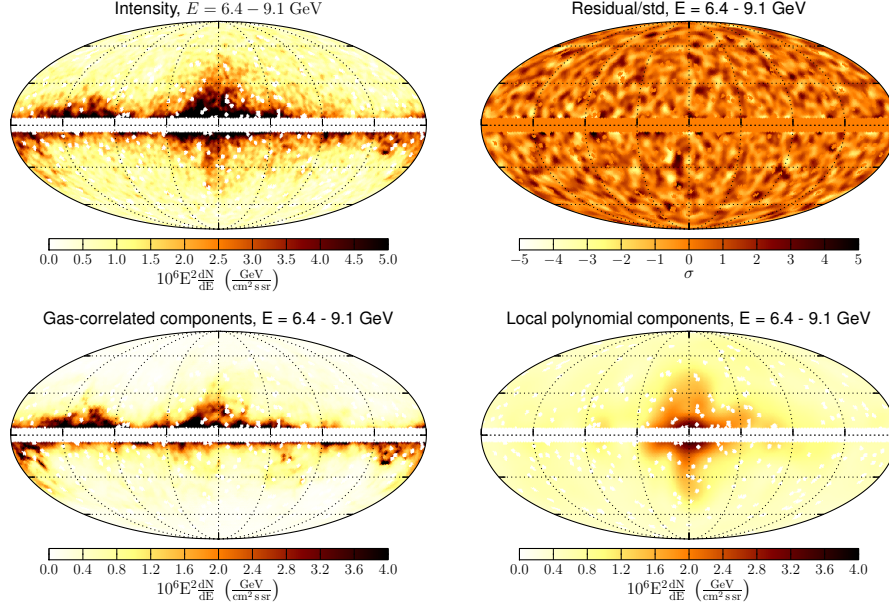 Intensity, E = 6.4 − 9.1 GeV
0.0 0.5 1.0 1.5 2.0 2.5 3.0 3.5 4.0 4.5 5.0
10⁶E² dN/dE (GeV/cm² s sr)
Residual/std, E = 6.4 - 9.1 GeV
−5 −4 −3 −2 −1 0 1 2 3 4 5
σ
Gas-correlated components, E = 6.4 - 9.1 GeV
0.0 0.4 0.8 1.2 1.6 2.0 2.4 2.8 3.2 3.6 4.0
10⁶E² dN/dE (GeV/cm² s sr)
Local polynomial components, E = 6.4 - 9.1 GeV
0.0 0.4 0.8 1.2 1.6 2.0 2.4 2.8 3.2 3.6 4.0
10⁶E² dN/dE (GeV/cm² s sr)